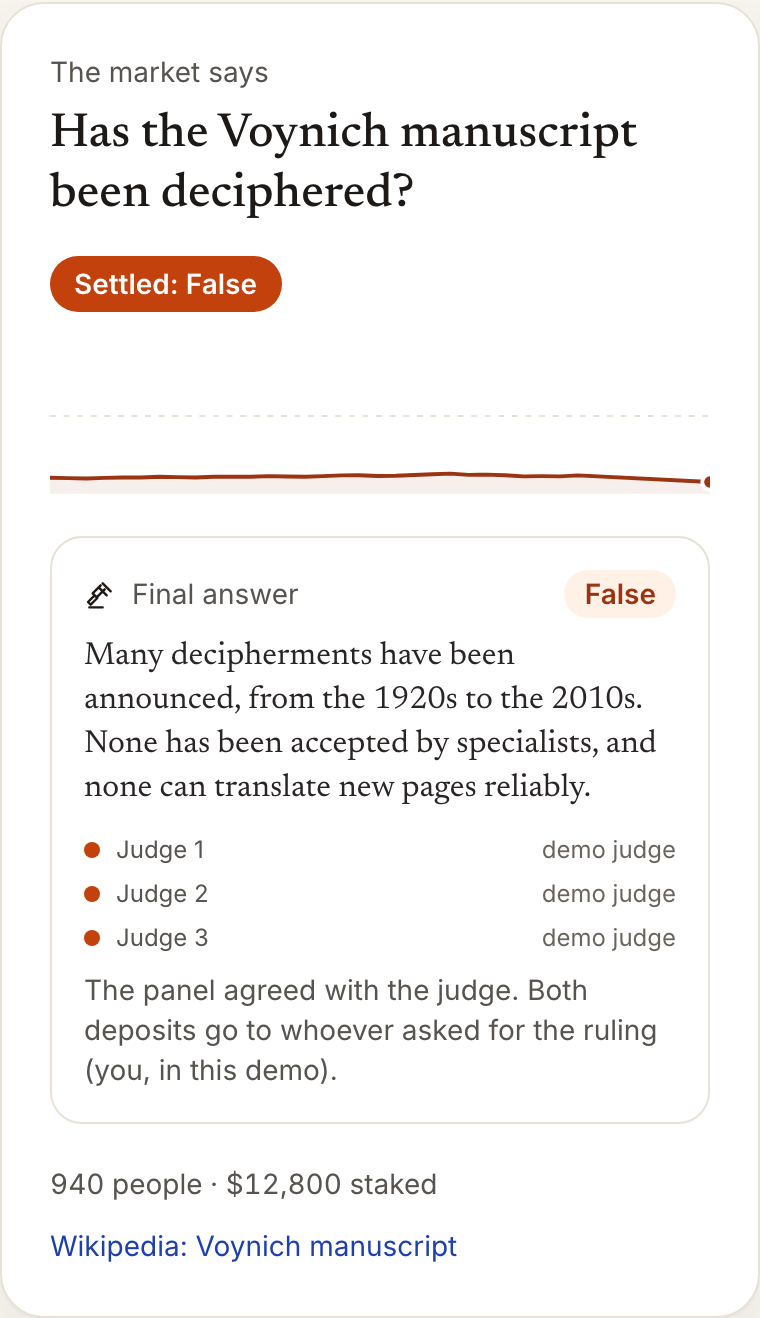 The market says
Has the Voynich manuscript
been deciphered?
Settled: False
Final answer
False
Many decipherments have been
announced, from the 1920s to the 2010s.
None has been accepted by specialists, and
none can translate new pages reliably.
Judge 1 demo judge
Judge 2 demo judge
Judge 3 demo judge
The panel agreed with the judge. Both
deposits go to whoever asked for the ruling
(you, in this demo).
940 people · $12,800 staked
Wikipedia: Voynich manuscript